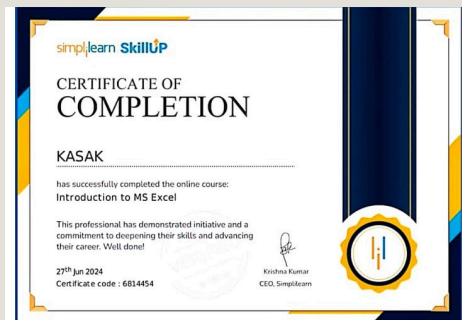 simplilearn SkillUP
CERTIFICATE OF
COMPLETION
KASAK
has successfully completed the online course:
Introduction to MS Excel
This professional has demonstrated initiative and a
commitment to deepening their skills and advancing
their career. Well done!
27th Jun 2024
Certificate code : 6814454
Krishna Kumar
CEO, Simplilearn